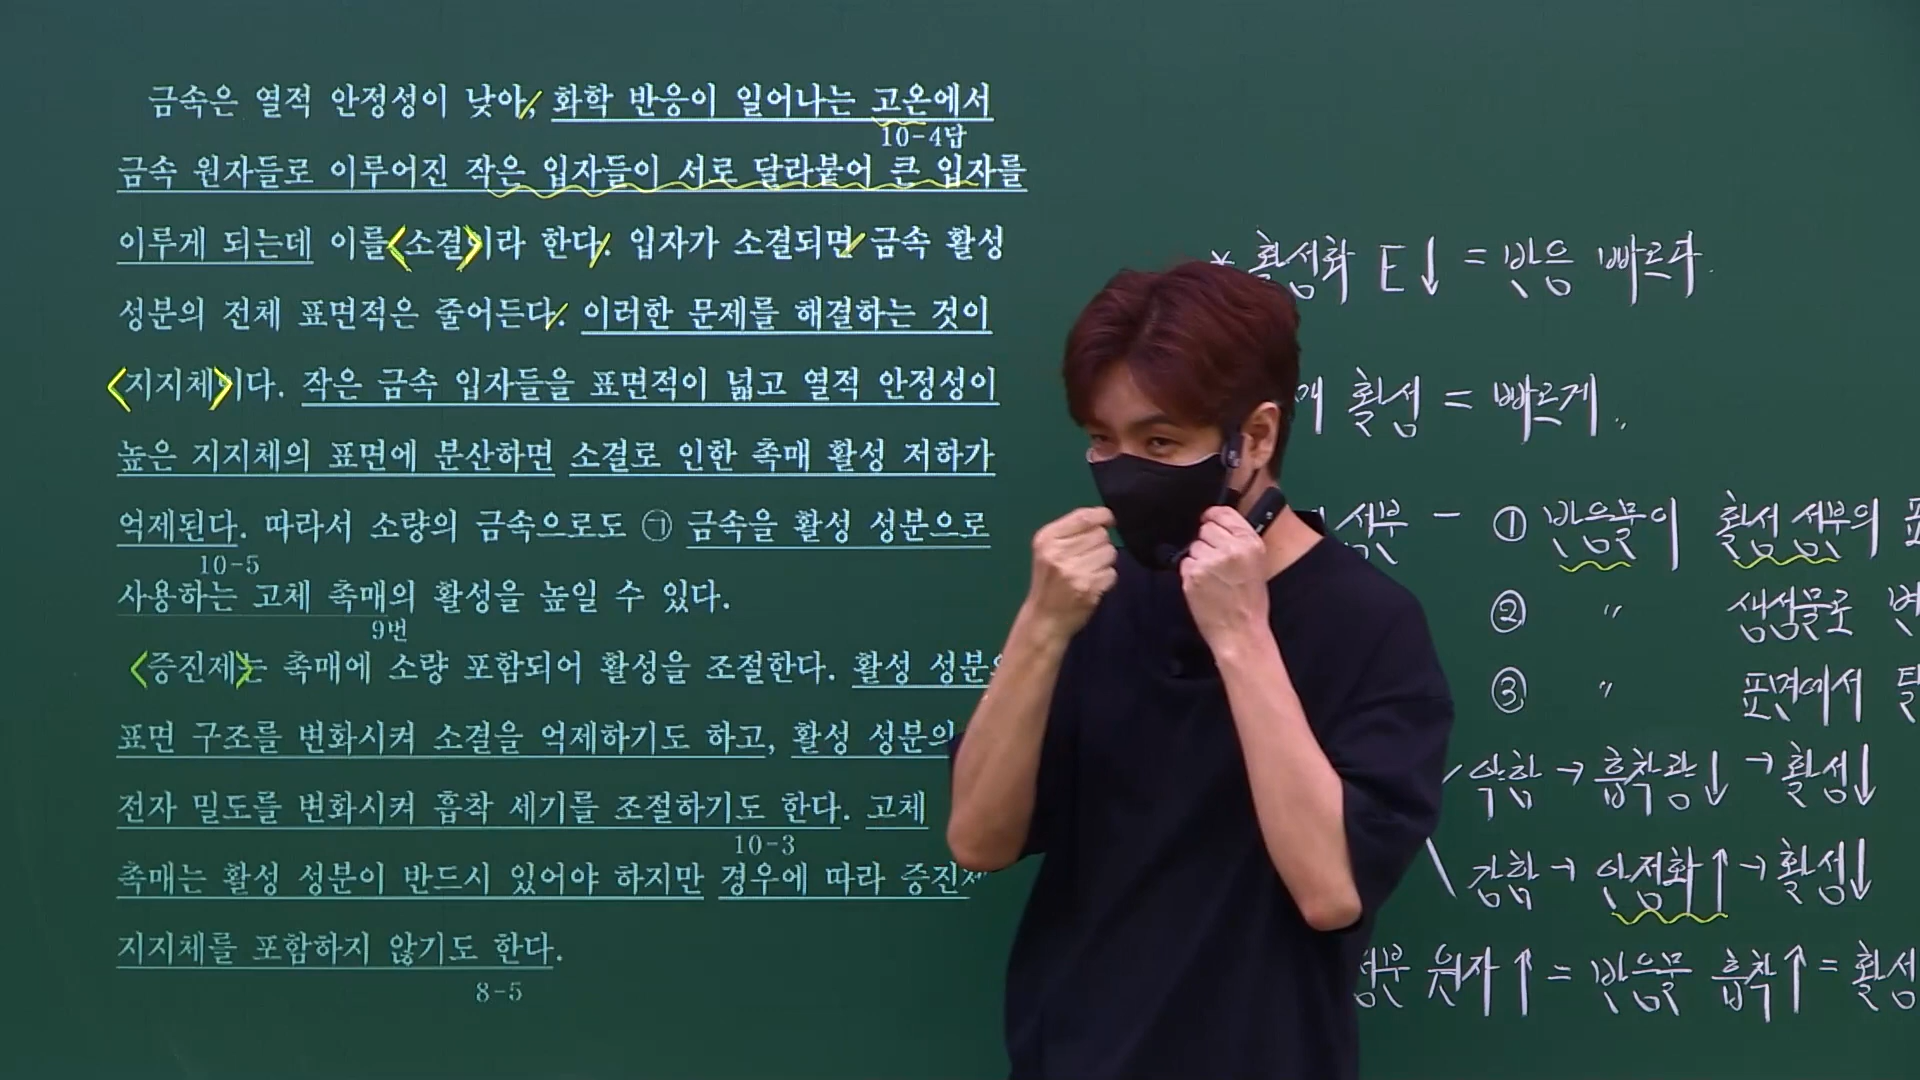 금속은 열적 안정성이 낮아, 화학 반응이 일어나는 고온에서
10-4답
금속 원자들로 이루어진 작은 입자들이 서로 달라붙어 큰 입자를
이루게 되는데 이를 <소결>이라 한다. 입자가 소결되면 금속 활성
성분의 전체 표면적은 줄어든다. 이러한 문제를 해결하는 것이
<지지체>이다. 작은 금속 입자들을 표면적이 넓고 열적 안정성이
높은 지지체의 표면에 분산하면 소결로 인한 촉매 활성 저하가
억제된다. 따라서 소량의 금속으로도 ㉠ 금속을 활성 성분으로
10-5
사용하는 고체 촉매의 활성을 높일 수 있다.
9번
<증진제>는 촉매에 소량 포함되어 활성을 조절한다. 활성 성분의
표면 구조를 변화시켜 소결을 억제하기도 하고, 활성 성분의
전자 밀도를 변화시켜 흡착 세기를 조절하기도 한다. 고체
10-3
촉매는 활성 성분이 반드시 있어야 하지만 경우에 따라 증진제
지지체를 포함하지 않기도 한다.
8-5
* 활성화 E↓ = 반응 빠르다.
게 활성 = 빠르게..
성분 - ① 반응물이 활성 성분의 표
② 〃 생성물로 변
③ 〃 표면에서 탈
약함 → 흡착량↓ → 활성↓
강함 → 안정화↑ → 활성↓
성분 원자↑ = 반응물 흡착↑ = 활성